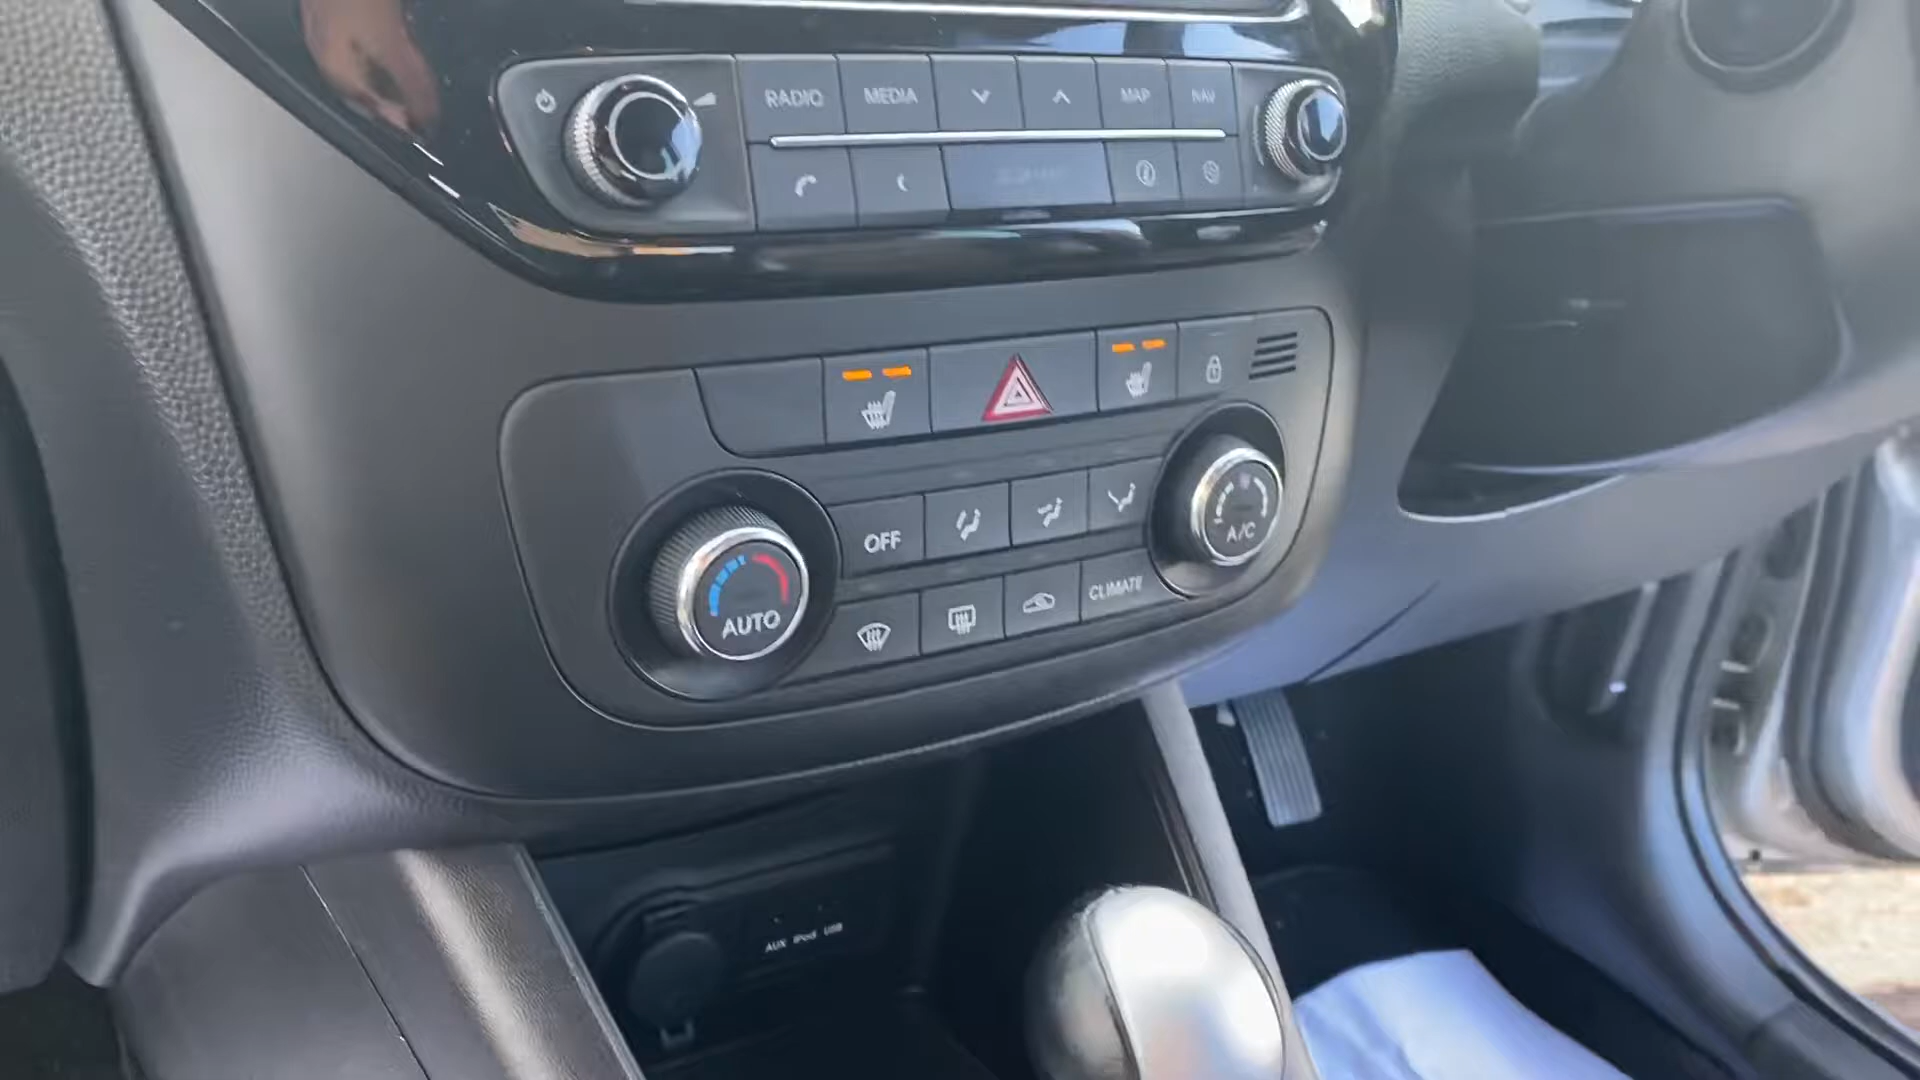 RADIO MEDIA MAP NAV
OFF
A/C
AUTO
CLIMATE
AUX iPod USB